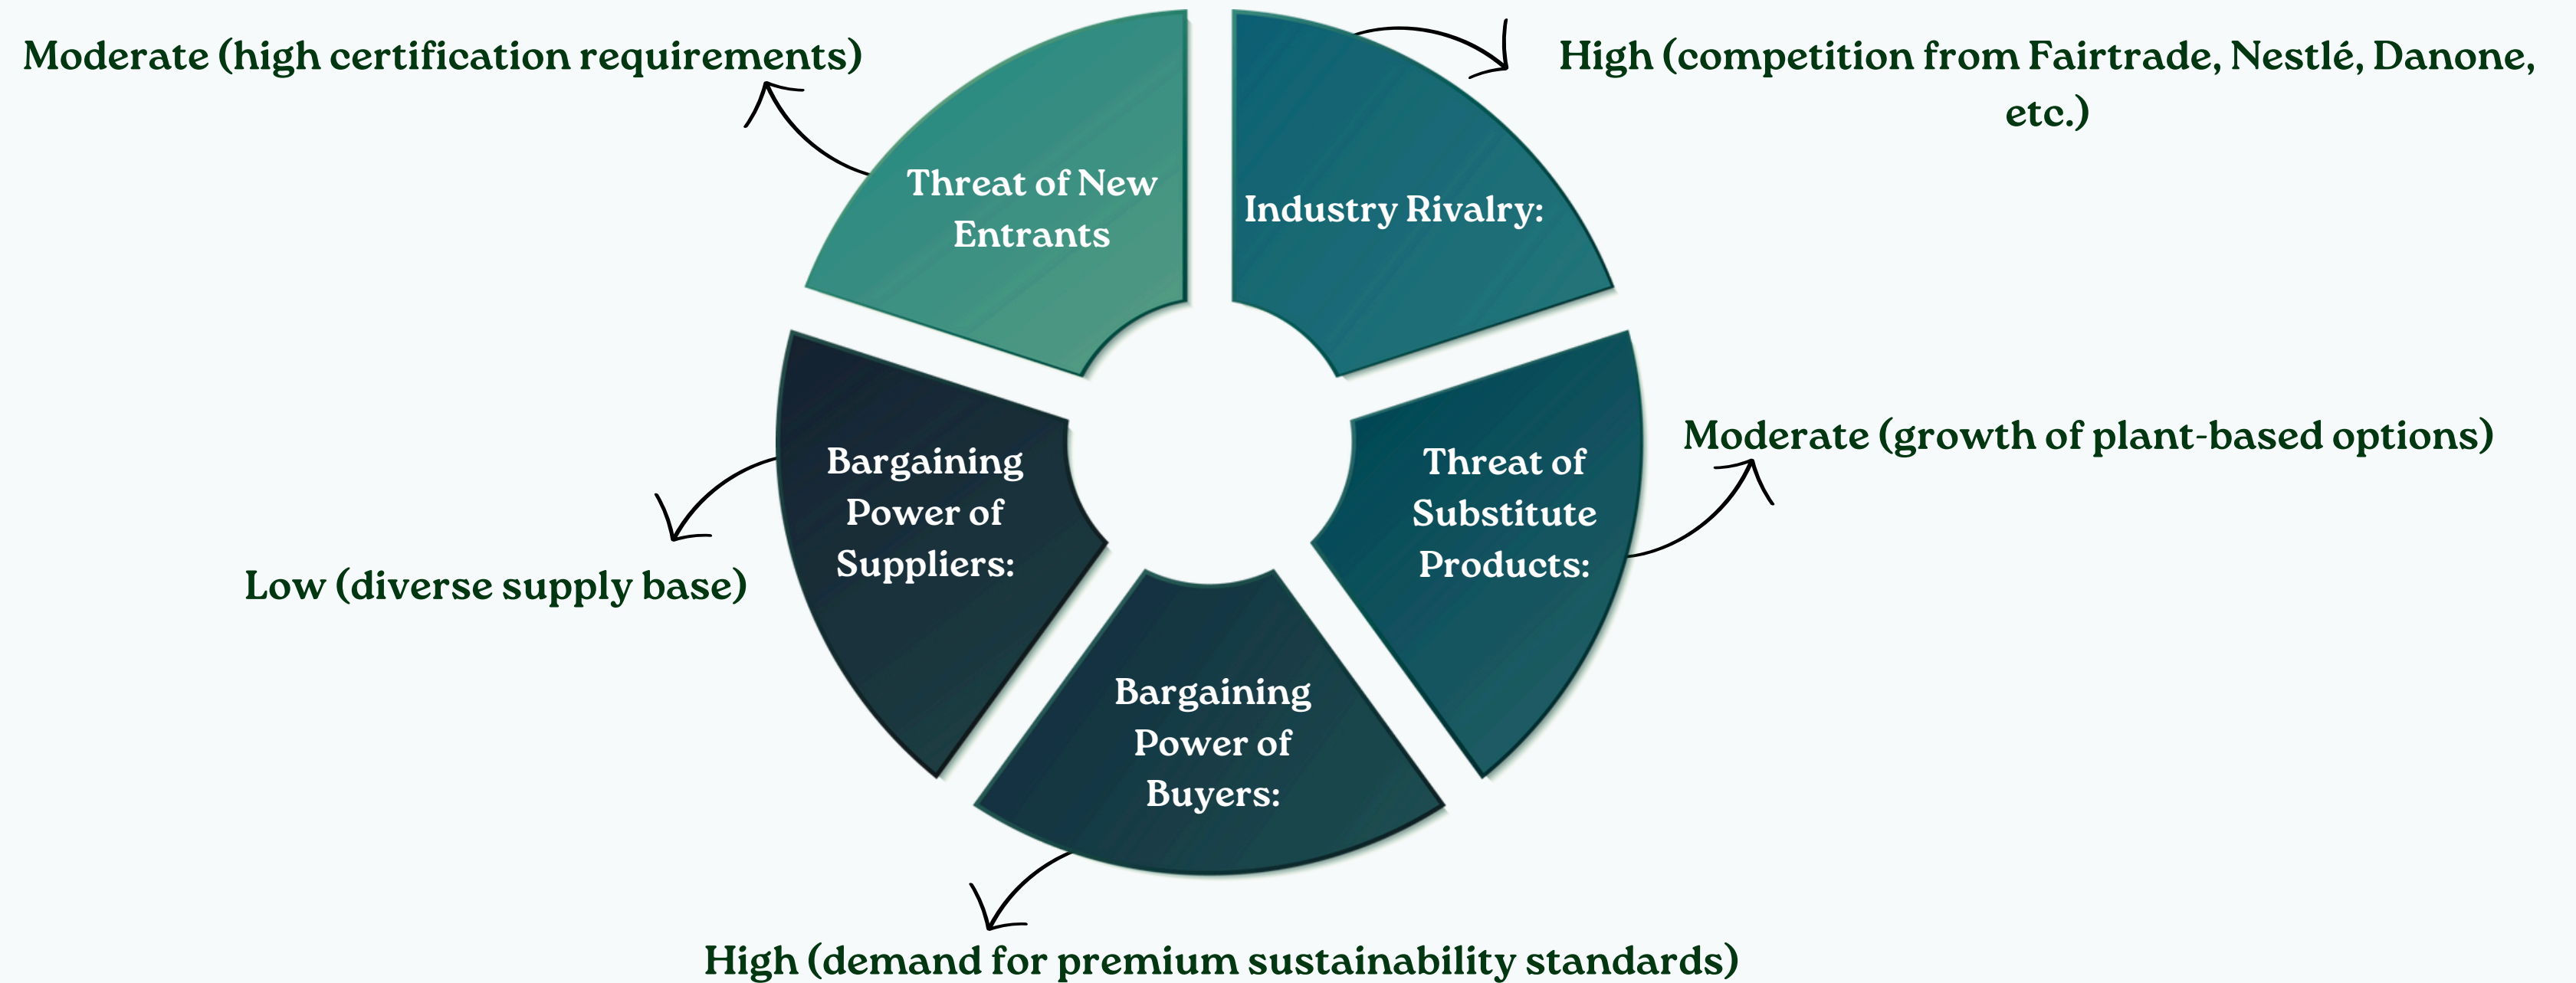 Moderate (high certification requirements)
High (competition from Fairtrade, Nestlé, Danone,
etc.)
Threat of New
Entrants
Industry Rivalry:
Moderate (growth of plant-based options)
Threat of
Substitute
Products:
Bargaining
Power of
Suppliers:
Low (diverse supply base)
Bargaining
Power of
Buyers:
High (demand for premium sustainability standards)